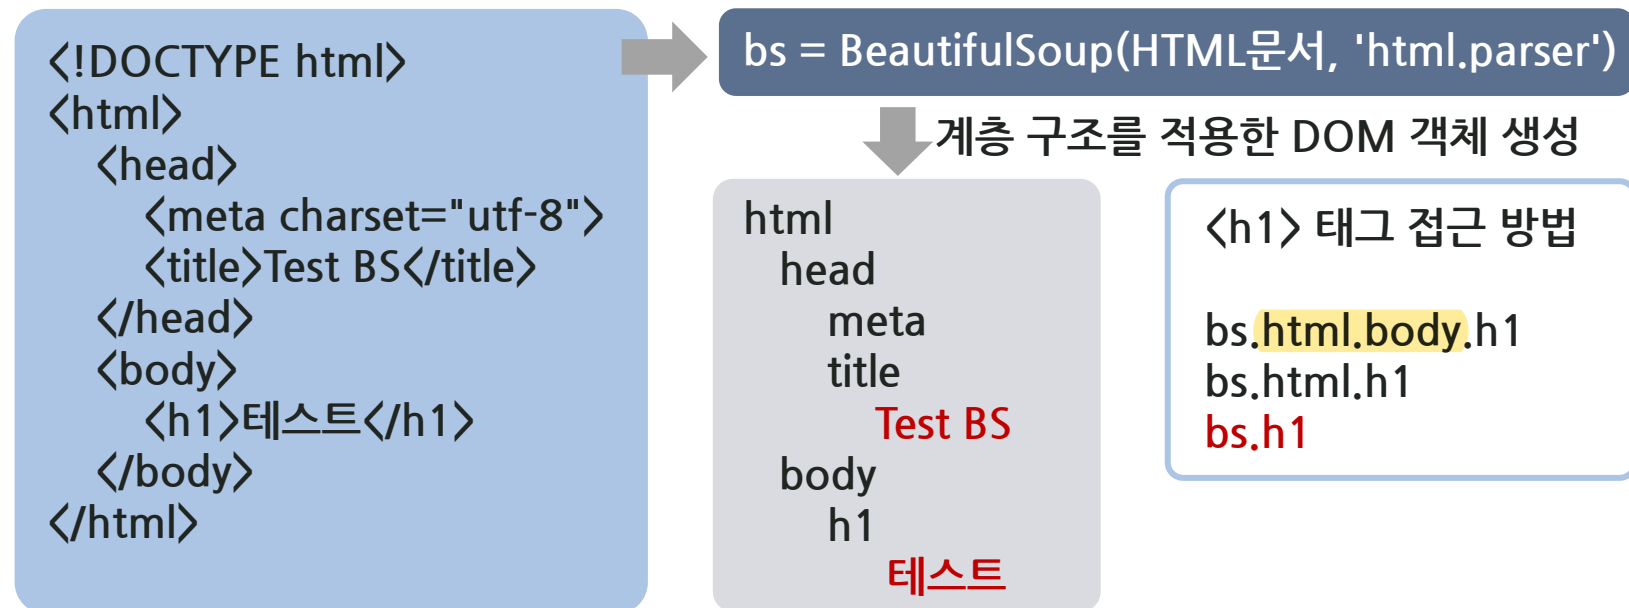 <!DOCTYPE html>
<html>
<head>
<meta charset="utf-8">
<title>Test BS</title>
</head>
<body>
<h1>테스트</h1>
</body>
</html>
bs = BeautifulSoup(HTML문서, 'html.parser')
계층 구조를 적용한 DOM 객체 생성
html
head
meta
title
Test BS
body
h1
테스트
<h1> 태그 접근 방법
bs.html.body.h1
bs.html.h1
bs.h1